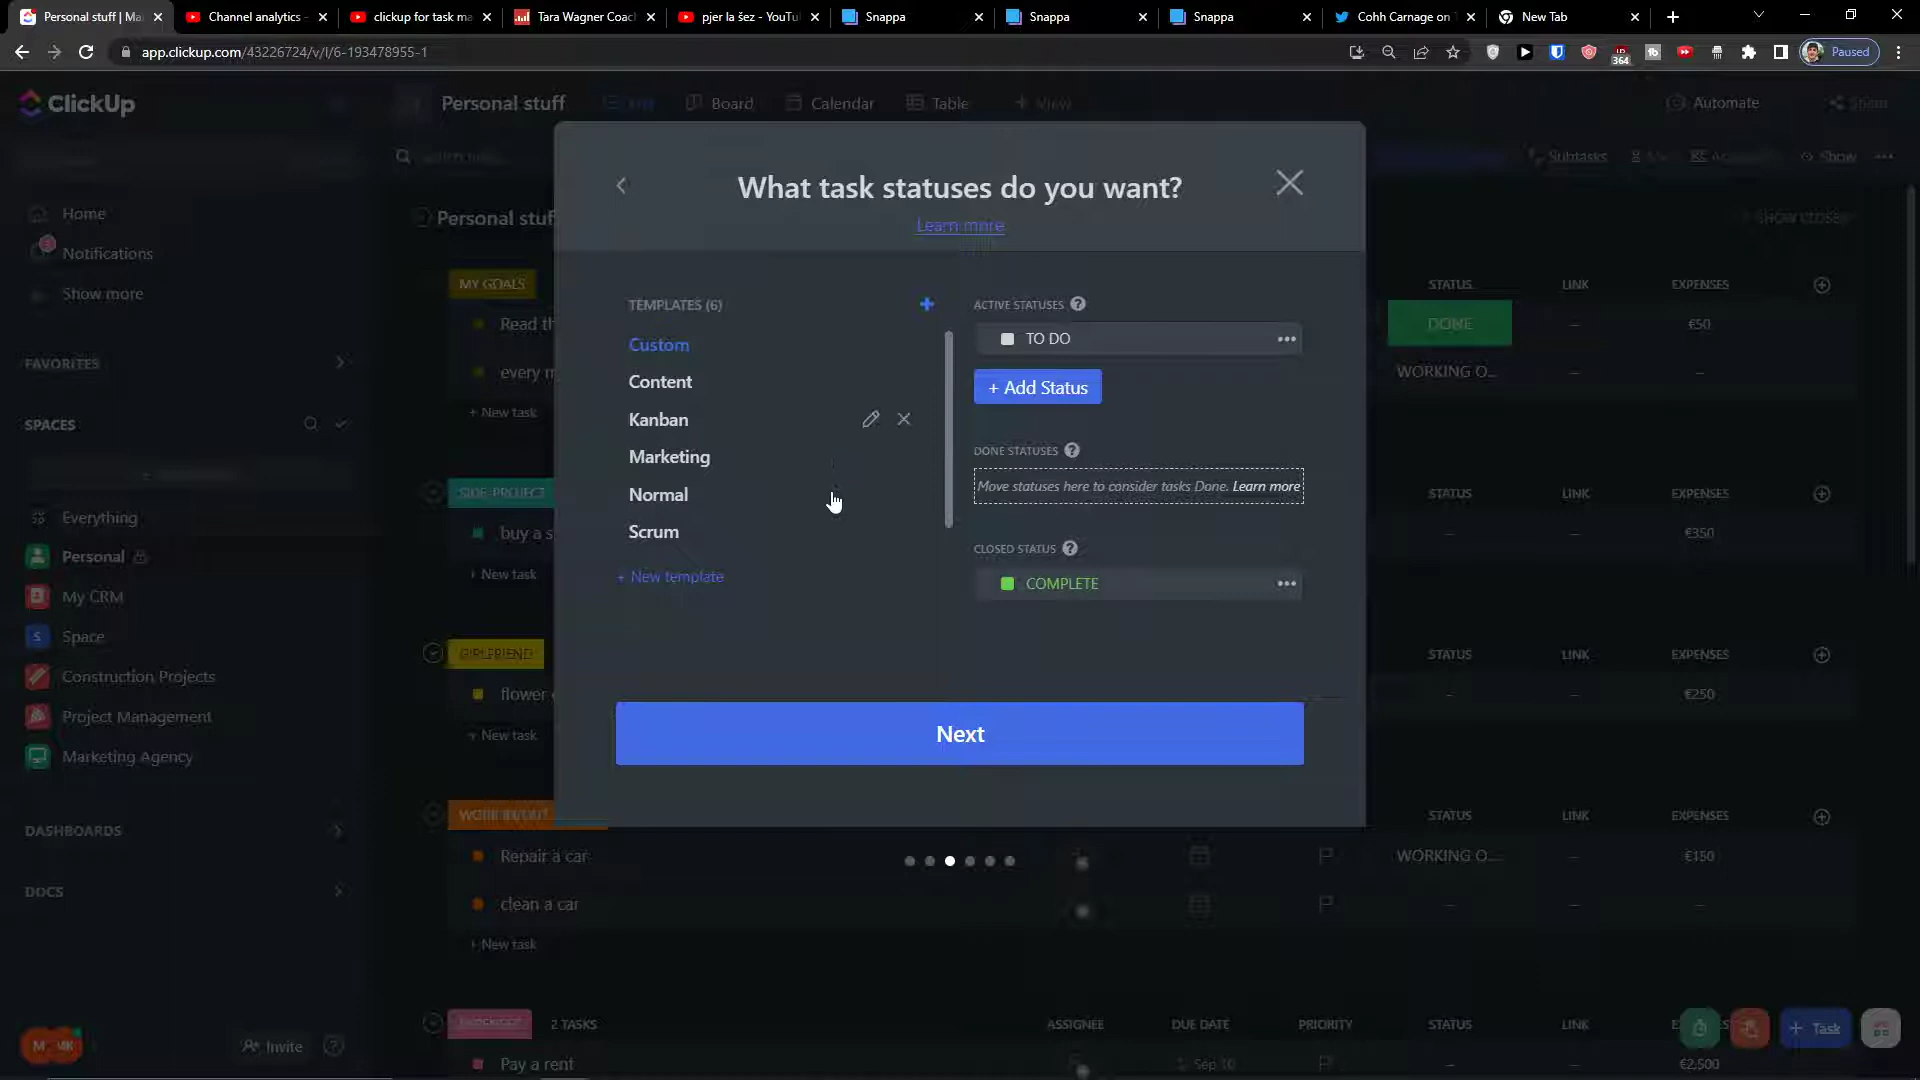 Personal stuff | Ma
Channel analytics -
clickup for task ma
Tara Wagner Coac
pjer la šez - YouTu
Snappa
Snappa
Snappa
Cohh Carnage on T
New Tab
app.clickup.com/43226724/v/l/6-193478955-1
364
Paused
ClickUp
Personal stuff
List
Board
Calendar
Table
+ View
Automate
Share
Subtasks
Show
Home
3
Notifications
Show more
FAVORITES
SPACES
Everything
Personal
My CRM
S Space
Construction Projects
Project Management
Marketing Agency
DASHBOARDS
DOCS
Invite
Personal stuf
SHOW CLOSED
MY GOALS
STATUS
LINK
EXPENSES
Read th
DONE
–
€50
every m
WORKING O...
–
–
+ New task
SIDE-PROJECT
STATUS
LINK
EXPENSES
buy a s
–
–
€350
+ New task
GIRLFRIEND
STATUS
LINK
EXPENSES
flower
–
–
€250
+ New task
STATUS
LINK
EXPENSES
Repair a car
WORKING O...
–
€150
clean a car
–
–
–
+ New task
2 TASKS
ASSIGNEE
DUE DATE
PRIORITY
STATUS
LINK
Pay a rent
Sep 10
€2,500
+ Task
What task statuses do you want?
Learn more
TEMPLATES (6)
+
Custom
Content
Kanban
Marketing
Normal
Scrum
+ New template
ACTIVE STATUSES ?
TO DO
+ Add Status
DONE STATUSES ?
Move statuses here to consider tasks Done. Learn more
CLOSED STATUS ?
COMPLETE
Next